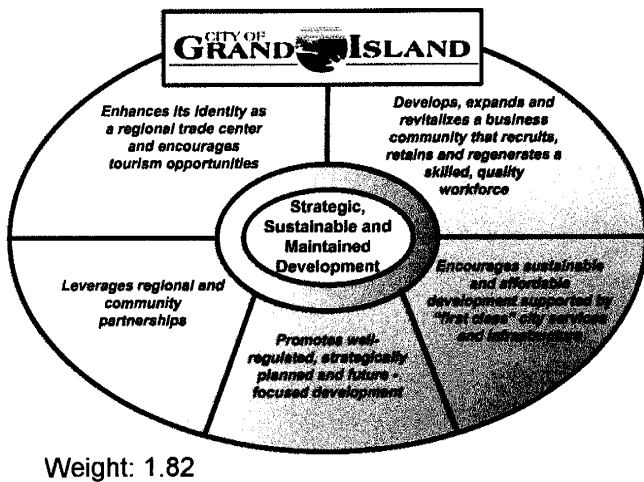 CITY OF
GRAND ISLAND
Enhances its identity as
a regional trade center
and encourages
tourism opportunities
Develops, expands and
revitalizes a business
community that recruits,
retains and regenerates a
skilled, quality
workforce
Strategic,
Sustainable and
Maintained
Development
Leverages regional and
community
partnerships
Encourages sustainable
and affordable
development supported by
"first class" city services
and infrastructure
Promotes well-
regulated, strategically
planned and future -
focused development
Weight: 1.82